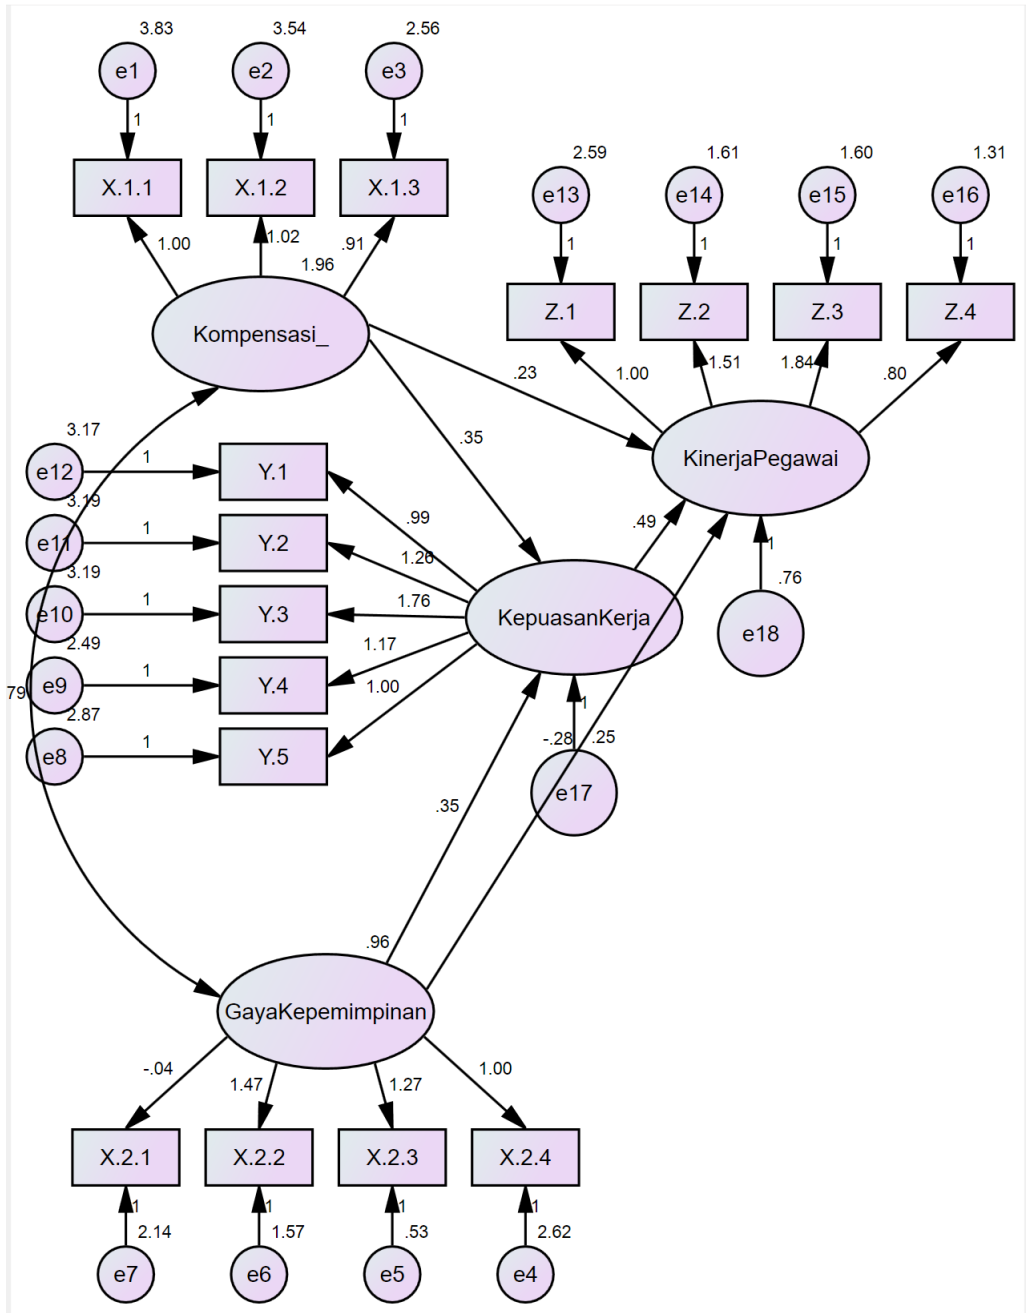 3.83 3.54 2.56
e1 e2 e3
1 1 1
X.1.1 X.1.2 X.1.3
1.00 1.02 .91
1.96
Kompensasi_
2.59 1.61 1.60 1.31
e13 e14 e15 e16
1 1 1 1
Z.1 Z.2 Z.3 Z.4
1.00 1.51 1.84 .80
.23
KinerjaPegawai
.35
3.17
e12 1 Y.1
.99
3.19
e11 1 Y.2
1.26
3.19
e10 1 Y.3
1.76
2.49
e9 1 Y.4
1.17
2.87
e8 1 Y.5
1.00
79
.49
KepuasanKerja
1
.76
e18
1
-.28
.25
e17
.35
.96
GayaKepemimpinan
-.04 1.47 1.27 1.00
X.2.1 X.2.2 X.2.3 X.2.4
1 1 1 1
2.14 1.57 .53 2.62
e7 e6 e5 e4